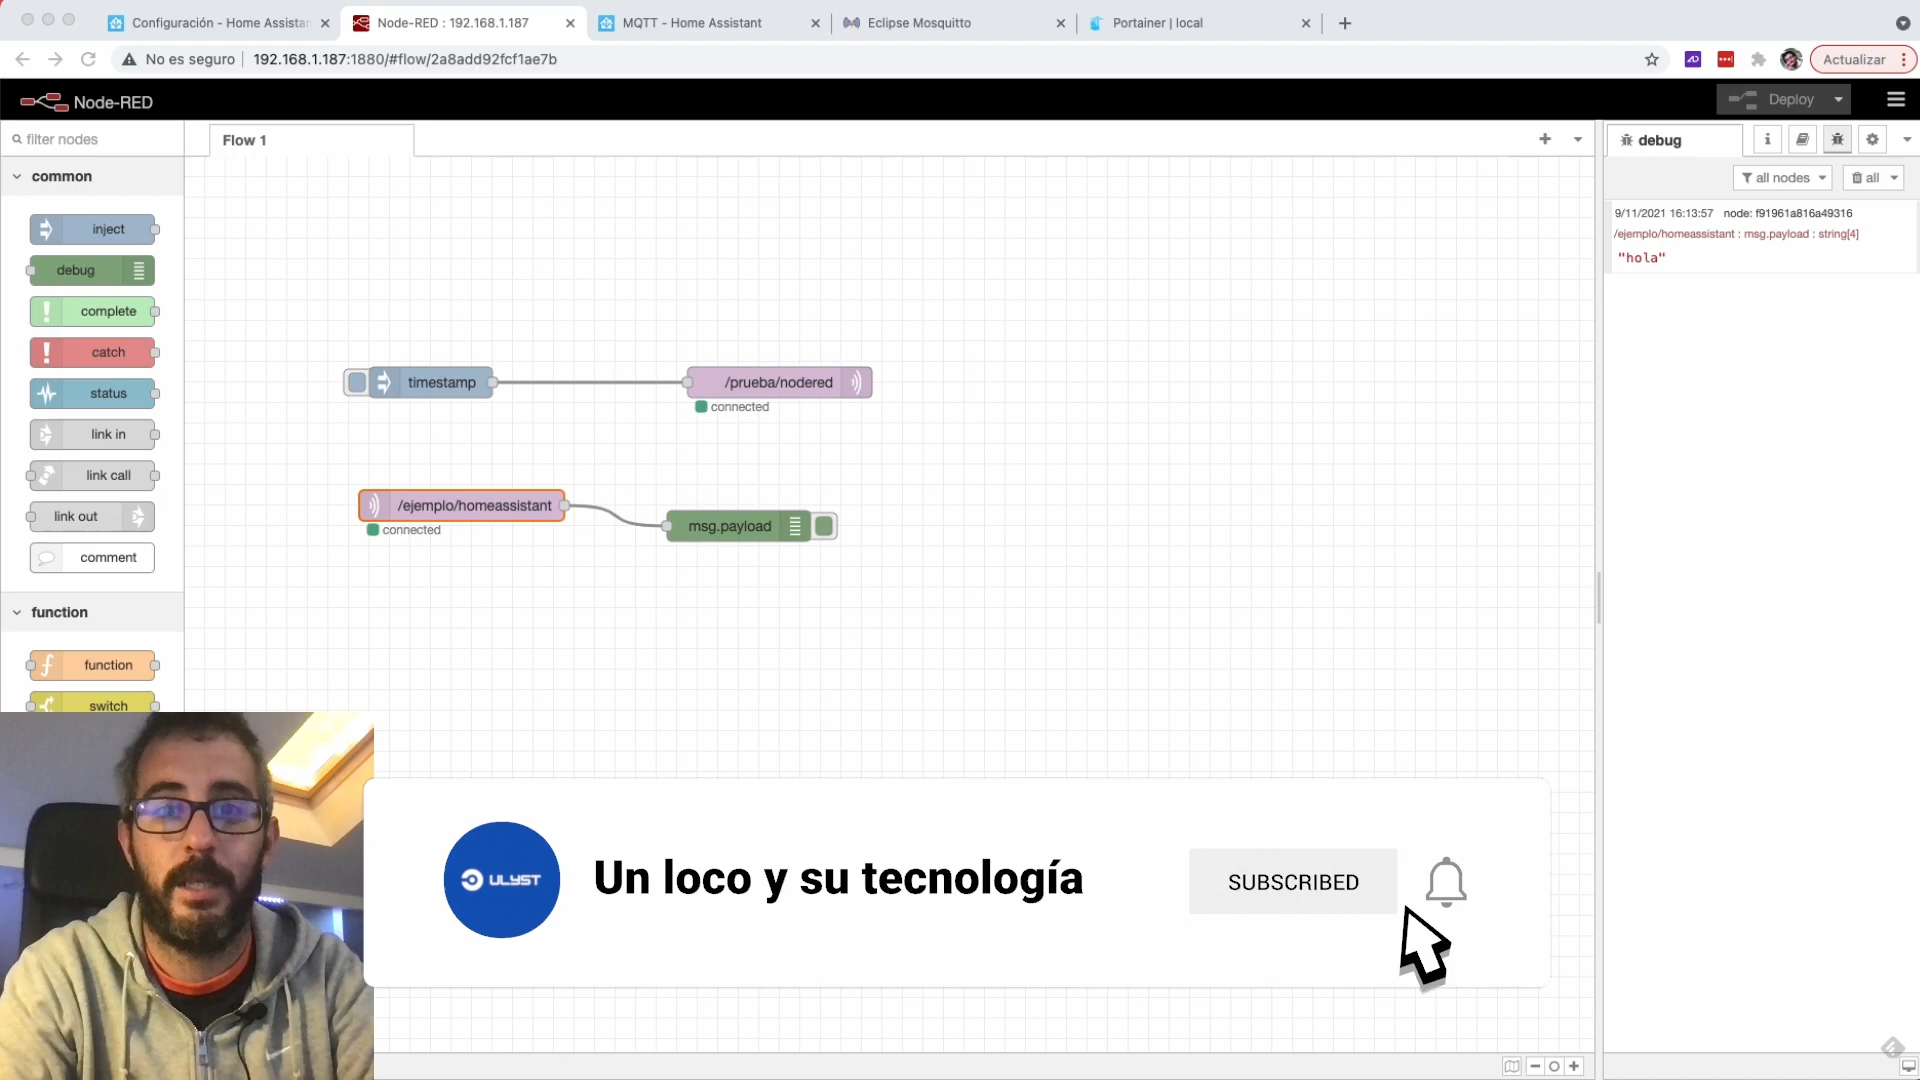 Configuración - Home Assistan
Node-RED : 192.168.1.187
MQTT - Home Assistant
Eclipse Mosquitto
Portainer | local
No es seguro
192.168.1.187:1880/#flow/2a8add92fcf1ae7b
Actualizar
Node-RED
Deploy
filter nodes
Flow 1
debug
common
all nodes
all
inject
debug
complete
catch
status
link in
link call
link out
comment
function
function
switch
9/11/2021 16:13:57 node: f91961a816a49316
/ejemplo/homeassistant : msg.payload : string[4]
"hola"
timestamp
/prueba/nodered
connected
/ejemplo/homeassistant
connected
msg.payload
ULYST
Un loco y su tecnología
SUBSCRIBED